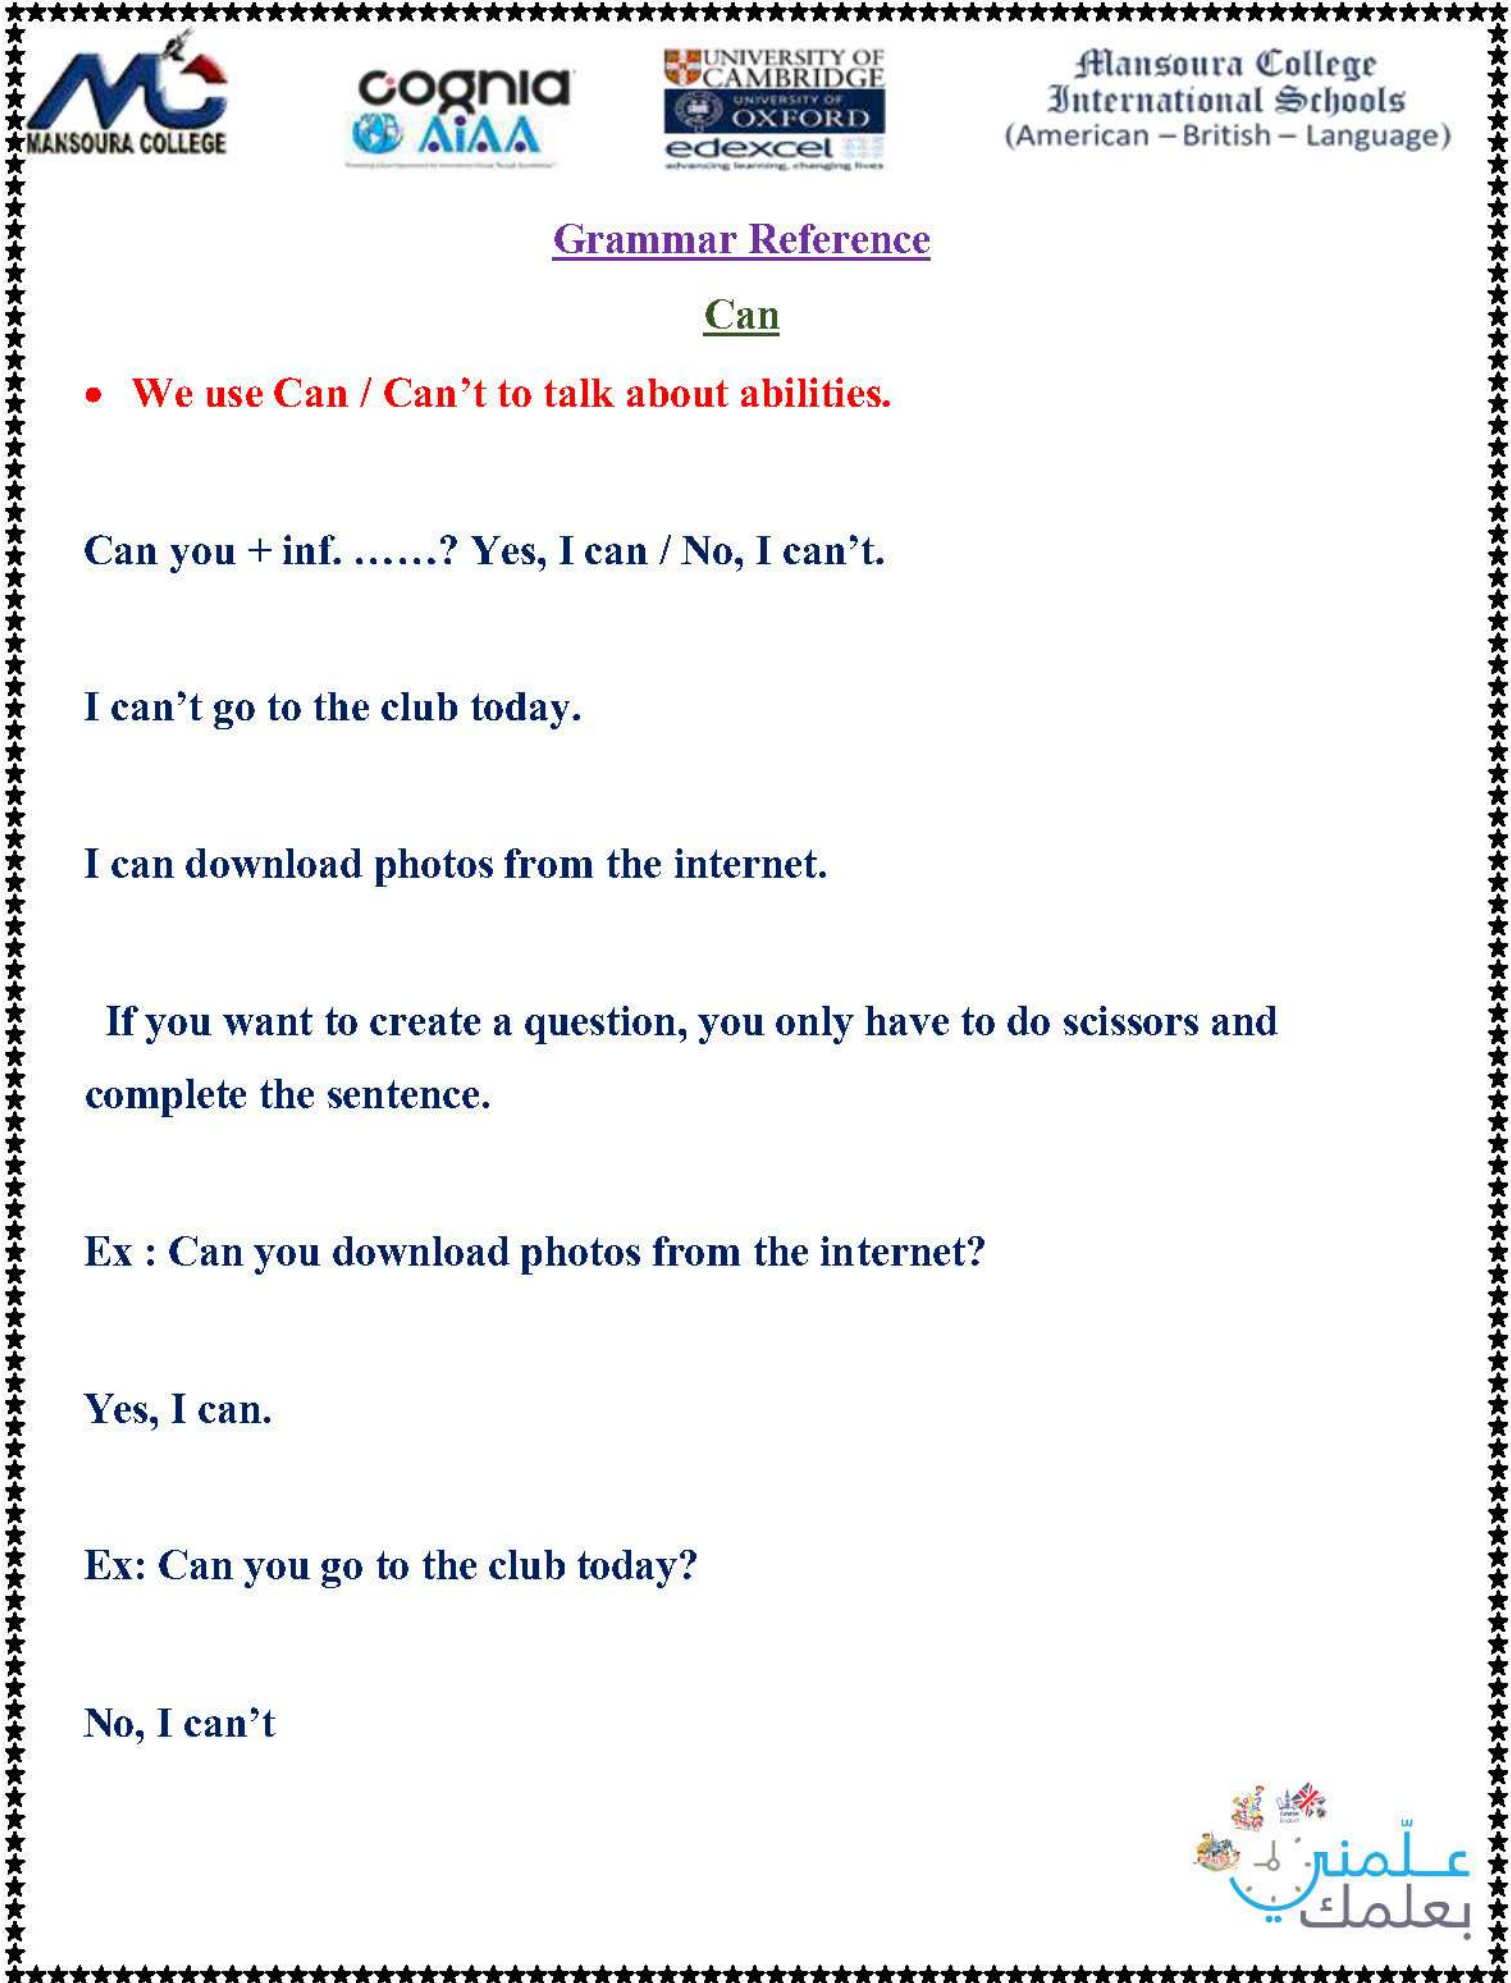 MANSOURA COLLEGE
cognia
AiAA
UNIVERSITY OF
CAMBRIDGE
UNIVERSITY OF
OXFORD
edexcel
advancing learning, changing lives
Mansoura College
International Schools
(American – British – Language)
Grammar Reference
Can
• We use Can / Can’t to talk about abilities.
Can you + inf. ……? Yes, I can / No, I can’t.
I can’t go to the club today.
I can download photos from the internet.
If you want to create a question, you only have to do scissors and
complete the sentence.
Ex : Can you download photos from the internet?
Yes, I can.
Ex: Can you go to the club today?
No, I can’t
علّمني
بعلمك